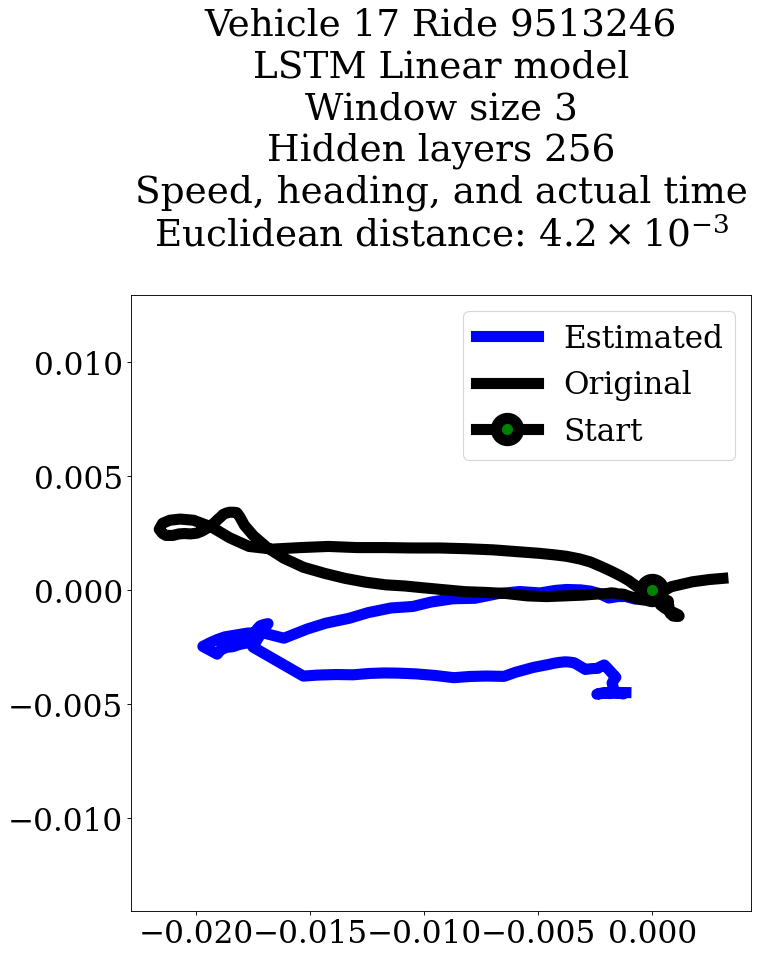 Vehicle 17 Ride 9513246
LSTM Linear model
Window size 3
Hidden layers 256
Speed, heading, and actual time
Euclidean distance: 4.2 × 10⁻³
Estimated
Original
Start
0.010
0.005
0.000
−0.005
−0.010
−0.020 −0.015 −0.010 −0.005 0.000